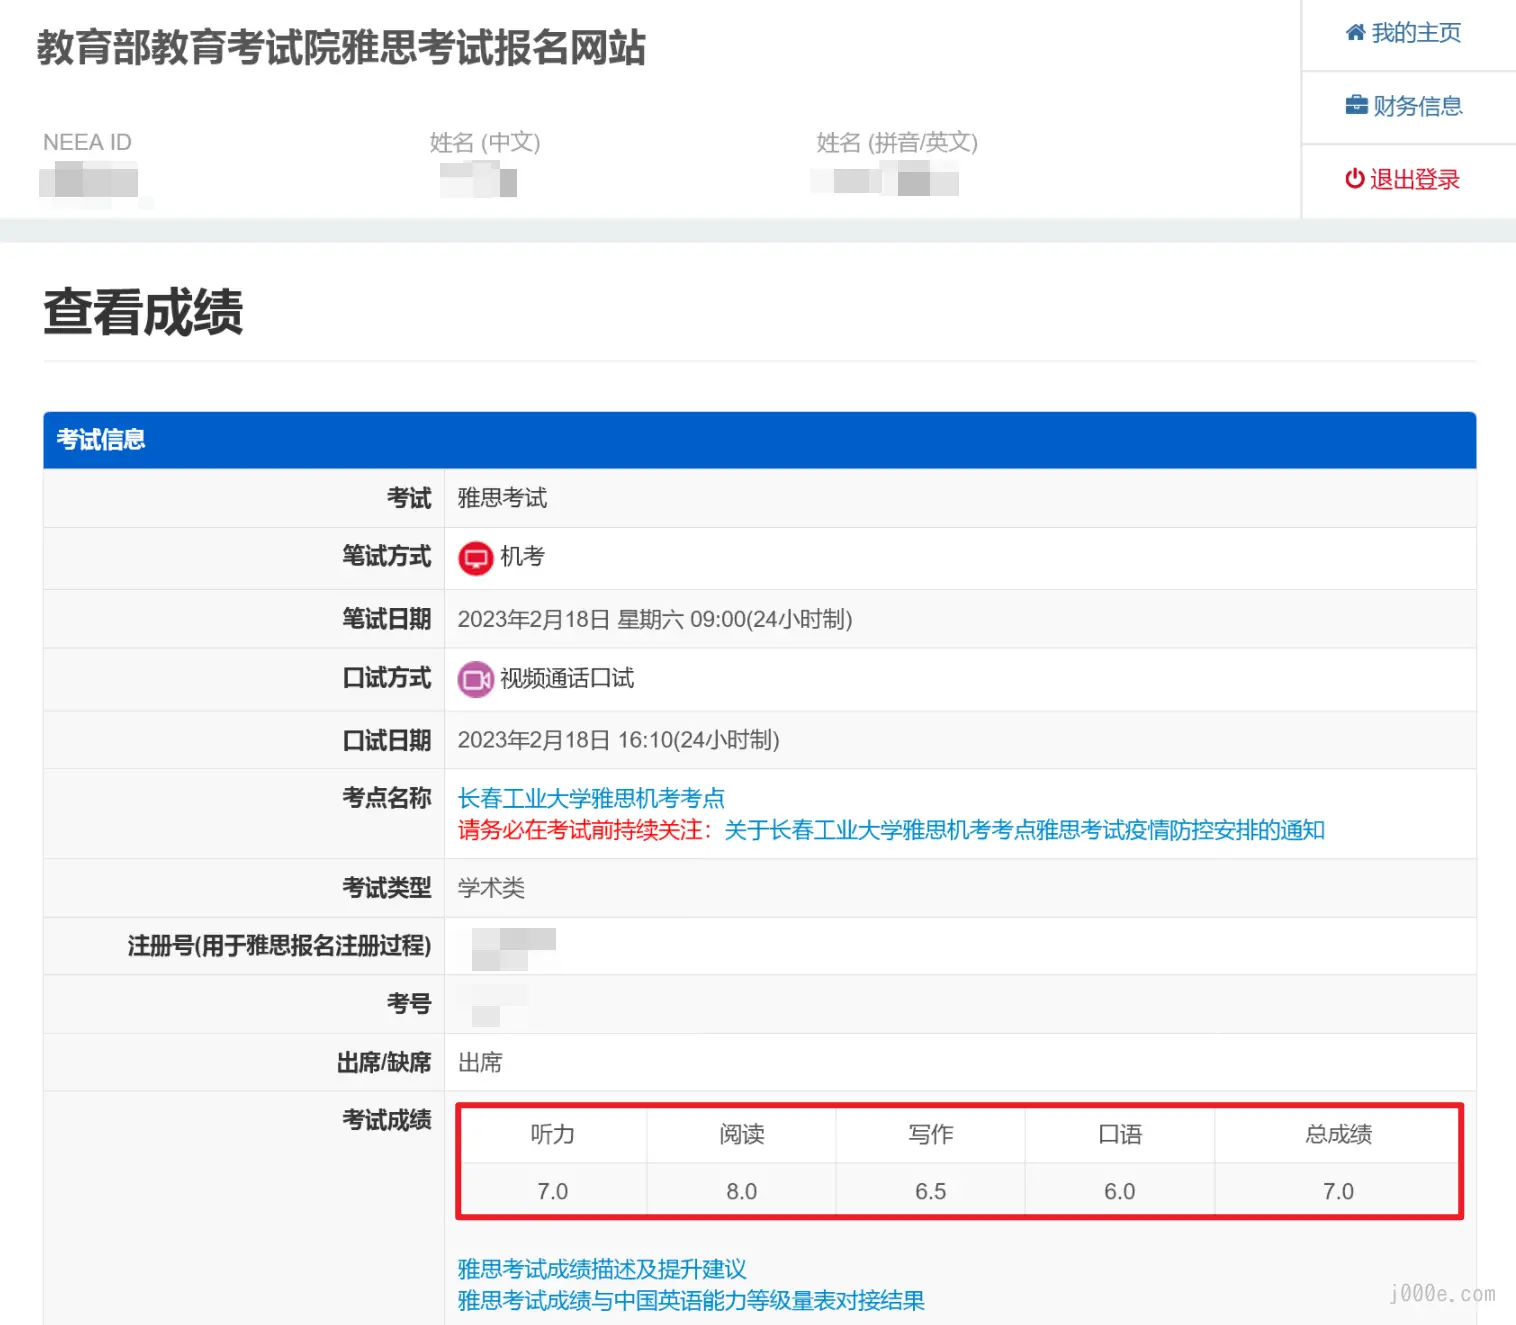 教育部教育考试院雅思考试报名网站
我的主页
财务信息
退出登录
NEEA ID
姓名 (中文)
姓名 (拼音/英文)
查看成绩
考试信息
考试 雅思考试
笔试方式 机考
笔试日期 2023年2月18日 星期六 09:00(24小时制)
口试方式 视频通话口试
口试日期 2023年2月18日 16:10(24小时制)
考点名称 长春工业大学雅思机考考点
请务必在考试前持续关注：关于长春工业大学雅思机考考点雅思考试疫情防控安排的通知
考试类型 学术类
注册号(用于雅思报名注册过程)
考号
出席/缺席 出席
考试成绩
听力 阅读 写作 口语 总成绩
7.0 8.0 6.5 6.0 7.0
雅思考试成绩描述及提升建议
雅思考试成绩与中国英语能力等级量表对接结果
j000e.com